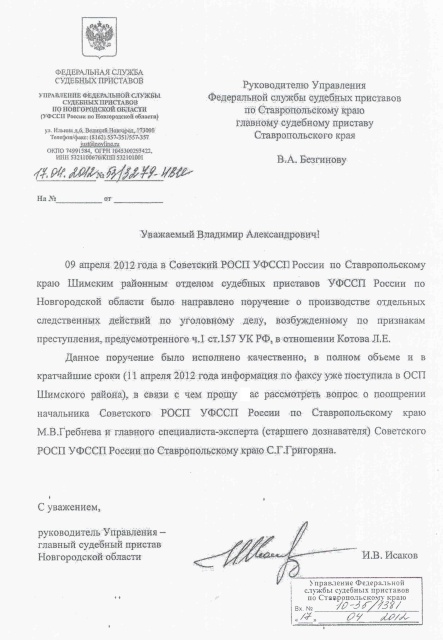 ФЕДЕРАЛЬНАЯ СЛУЖБА
СУДЕБНЫХ ПРИСТАВОВ
УПРАВЛЕНИЕ ФЕДЕРАЛЬНОЙ СЛУЖБЫ
СУДЕБНЫХ ПРИСТАВОВ
ПО НОВГОРОДСКОЙ ОБЛАСТИ
(УФССП России по Новгородской области)
ул. Ильина д.6, Великий Новгород, 173000
Телефон/факс: (8162) 557-351/557-357
ОКПО 74991584, ОГРН 1045300293422,
ИНН 5321100670/КПП 532101001
17.04.2012 № 53/3279-
На №__________ от __________
Руководителю Управления
Федеральной службы судебных приставов
по Ставропольскому краю
главному судебному приставу
Ставропольского края
В.А. Безгинову
Уважаемый Владимир Александрович!
09 апреля 2012 года в Советский РОСП УФССП России по Ставропольскому
краю Шимским районным отделом судебных приставов УФССП России по
Новгородской области было направлено поручение о производстве отдельных
следственных действий по уголовному делу, возбужденному по признакам
преступления, предусмотренного ч.1 ст.157 УК РФ, в отношении Котова Л.Е.
Данное поручение было исполнено качественно, в полном объеме и в
кратчайшие сроки (11 апреля 2012 года информация по факсу уже поступила в ОСП
Шимского района), в связи с чем прошу ас рассмотреть вопрос о поощрении
начальника Советского РОСП УФССП России по Ставропольскому краю
М.В.Гребнева и главного специалиста-эксперта (старшего дознавателя) Советского
РОСП УФССП России по Ставропольскому краю С.Г.Григоряна.
С уважением,
руководитель Управления –
главный судебный пристав
Новгородской области
И.В. Исаков
Управление Федеральной
службы судебных приставов
по Ставропольскому краю
Вх. № 10-36/9381
"17" 04 2012